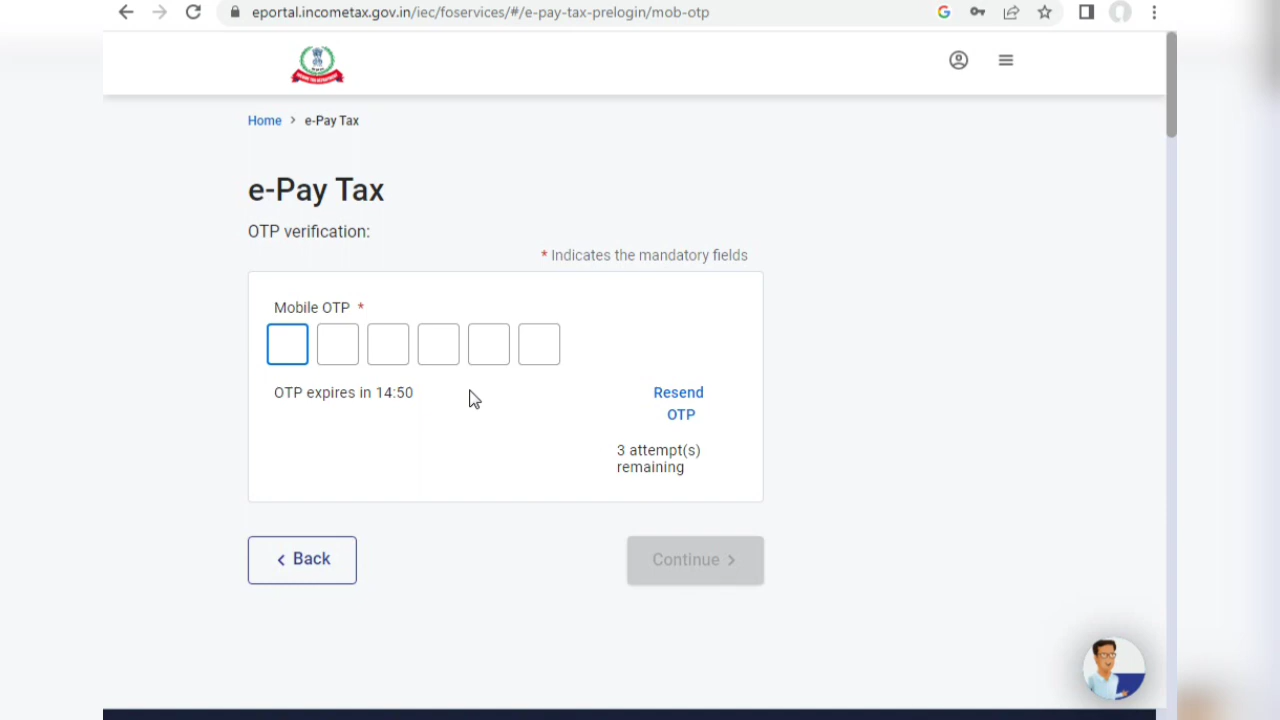 eportal.incometax.gov.in/iec/foservices/#/e-pay-tax-prelogin/mob-otp
Home > e-Pay Tax
e-Pay Tax
OTP verification:
* Indicates the mandatory fields
Mobile OTP *
OTP expires in 14:50
Resend
OTP
3 attempt(s)
remaining
< Back
Continue >